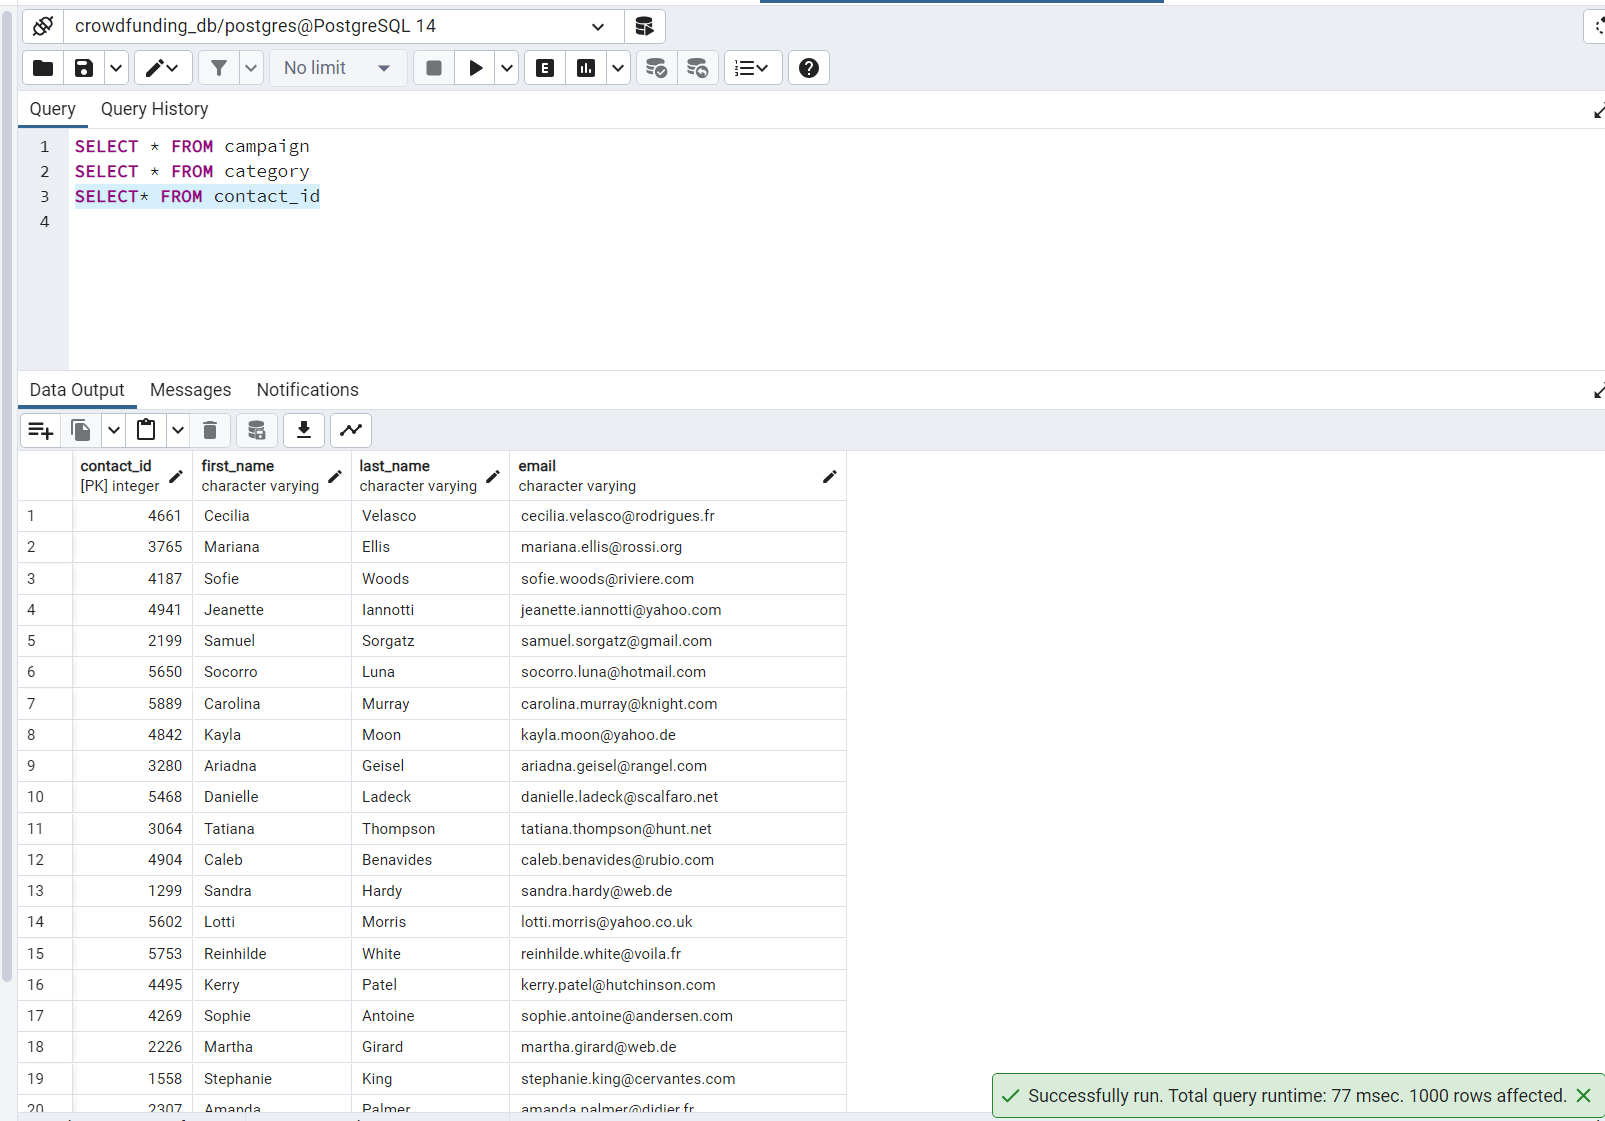 crowdfunding_db/postgres@PostgreSQL 14
No limit
E
Query Query History
1 SELECT * FROM campaign
2 SELECT * FROM category
3 SELECT* FROM contact_id
4
Data Output Messages Notifications
contact_id first_name last_name email
[PK] integer character varying character varying character varying
1 4661 Cecilia Velasco cecilia.velasco@rodrigues.fr
2 3765 Mariana Ellis mariana.ellis@rossi.org
3 4187 Sofie Woods sofie.woods@riviere.com
4 4941 Jeanette Iannotti jeanette.iannotti@yahoo.com
5 2199 Samuel Sorgatz samuel.sorgatz@gmail.com
6 5650 Socorro Luna socorro.luna@hotmail.com
7 5889 Carolina Murray carolina.murray@knight.com
8 4842 Kayla Moon kayla.moon@yahoo.de
9 3280 Ariadna Geisel ariadna.geisel@rangel.com
10 5468 Danielle Ladeck danielle.ladeck@scalfaro.net
11 3064 Tatiana Thompson tatiana.thompson@hunt.net
12 4904 Caleb Benavides caleb.benavides@rubio.com
13 1299 Sandra Hardy sandra.hardy@web.de
14 5602 Lotti Morris lotti.morris@yahoo.co.uk
15 5753 Reinhilde White reinhilde.white@voila.fr
16 4495 Kerry Patel kerry.patel@hutchinson.com
17 4269 Sophie Antoine sophie.antoine@andersen.com
18 2226 Martha Girard martha.girard@web.de
19 1558 Stephanie King stephanie.king@cervantes.com
20 2307 Amanda Palmer amanda.palmer@didier.fr
Successfully run. Total query runtime: 77 msec. 1000 rows affected.